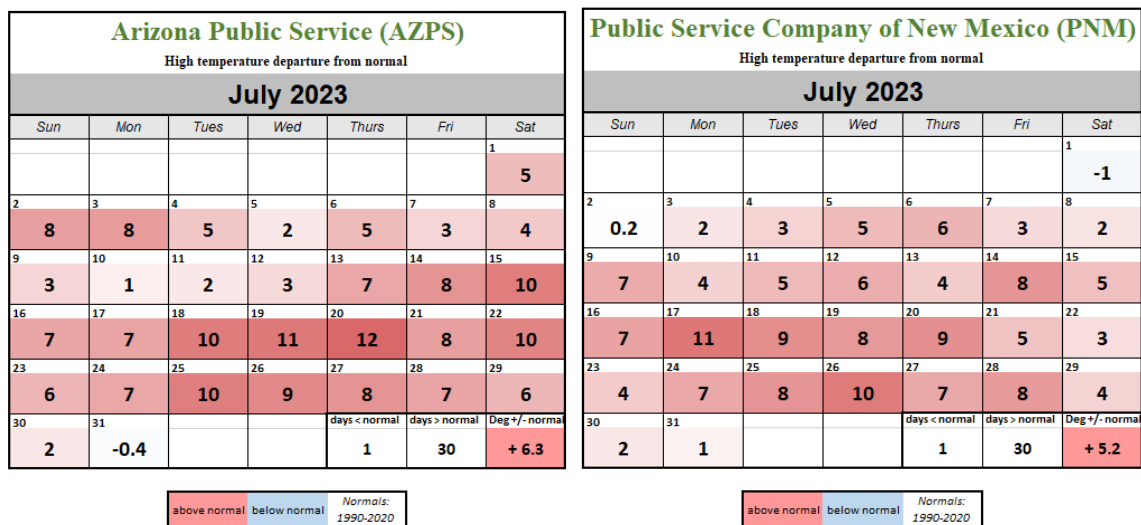 Arizona Public Service (AZPS)
High temperature departure from normal
July 2023
Sun Mon Tues Wed Thurs Fri Sat
1
5
2 3 4 5 6 7 8
8 8 5 2 5 3 4
9 10 11 12 13 14 15
3 1 2 3 7 8 10
16 17 18 19 20 21 22
7 7 10 11 12 8 10
23 24 25 26 27 28 29
6 7 10 9 8 7 6
30 31 days < normal days > normal Deg +/- normal
2 -0.4 1 30 + 6.3
above normal below normal Normals:
1990-2020
Public Service Company of New Mexico (PNM)
High temperature departure from normal
July 2023
Sun Mon Tues Wed Thurs Fri Sat
1
-1
2 3 4 5 6 7 8
0.2 2 3 5 6 3 2
9 10 11 12 13 14 15
7 4 5 6 4 8 5
16 17 18 19 20 21 22
7 11 9 8 9 5 3
23 24 25 26 27 28 29
4 7 8 10 7 8 4
30 31 days < normal days > normal Deg +/- normal
2 1 1 30 + 5.2
above normal below normal Normals:
1990-2020